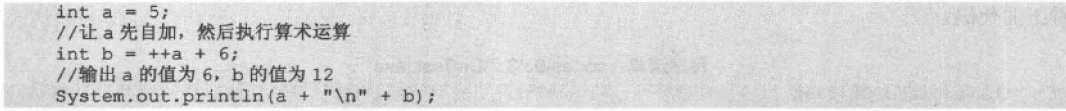 int a = 5;
//让 a 先自加，然后执行算术运算
int b = ++a + 6;
//输出 a 的值为 6，b 的值为 12
System.out.println(a + "\n" + b);